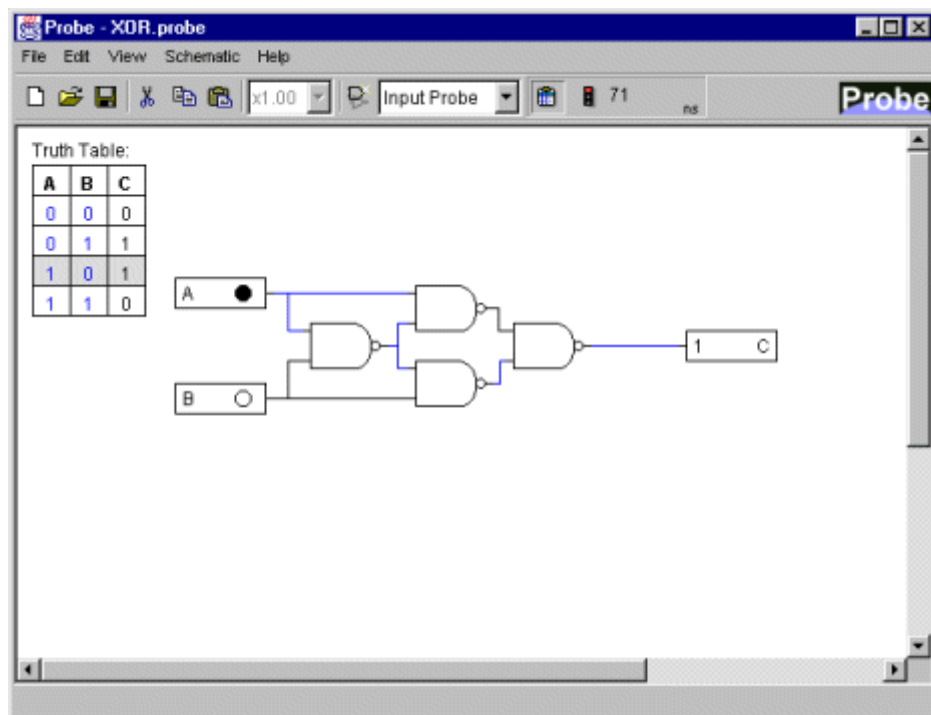 Probe - XOR.probe
File Edit View Schematic Help
x1.00 Input Probe 71 ns Probe
Truth Table:
A B C
0 0 0
0 1 1
1 0 1
1 1 0
A
B
1 C